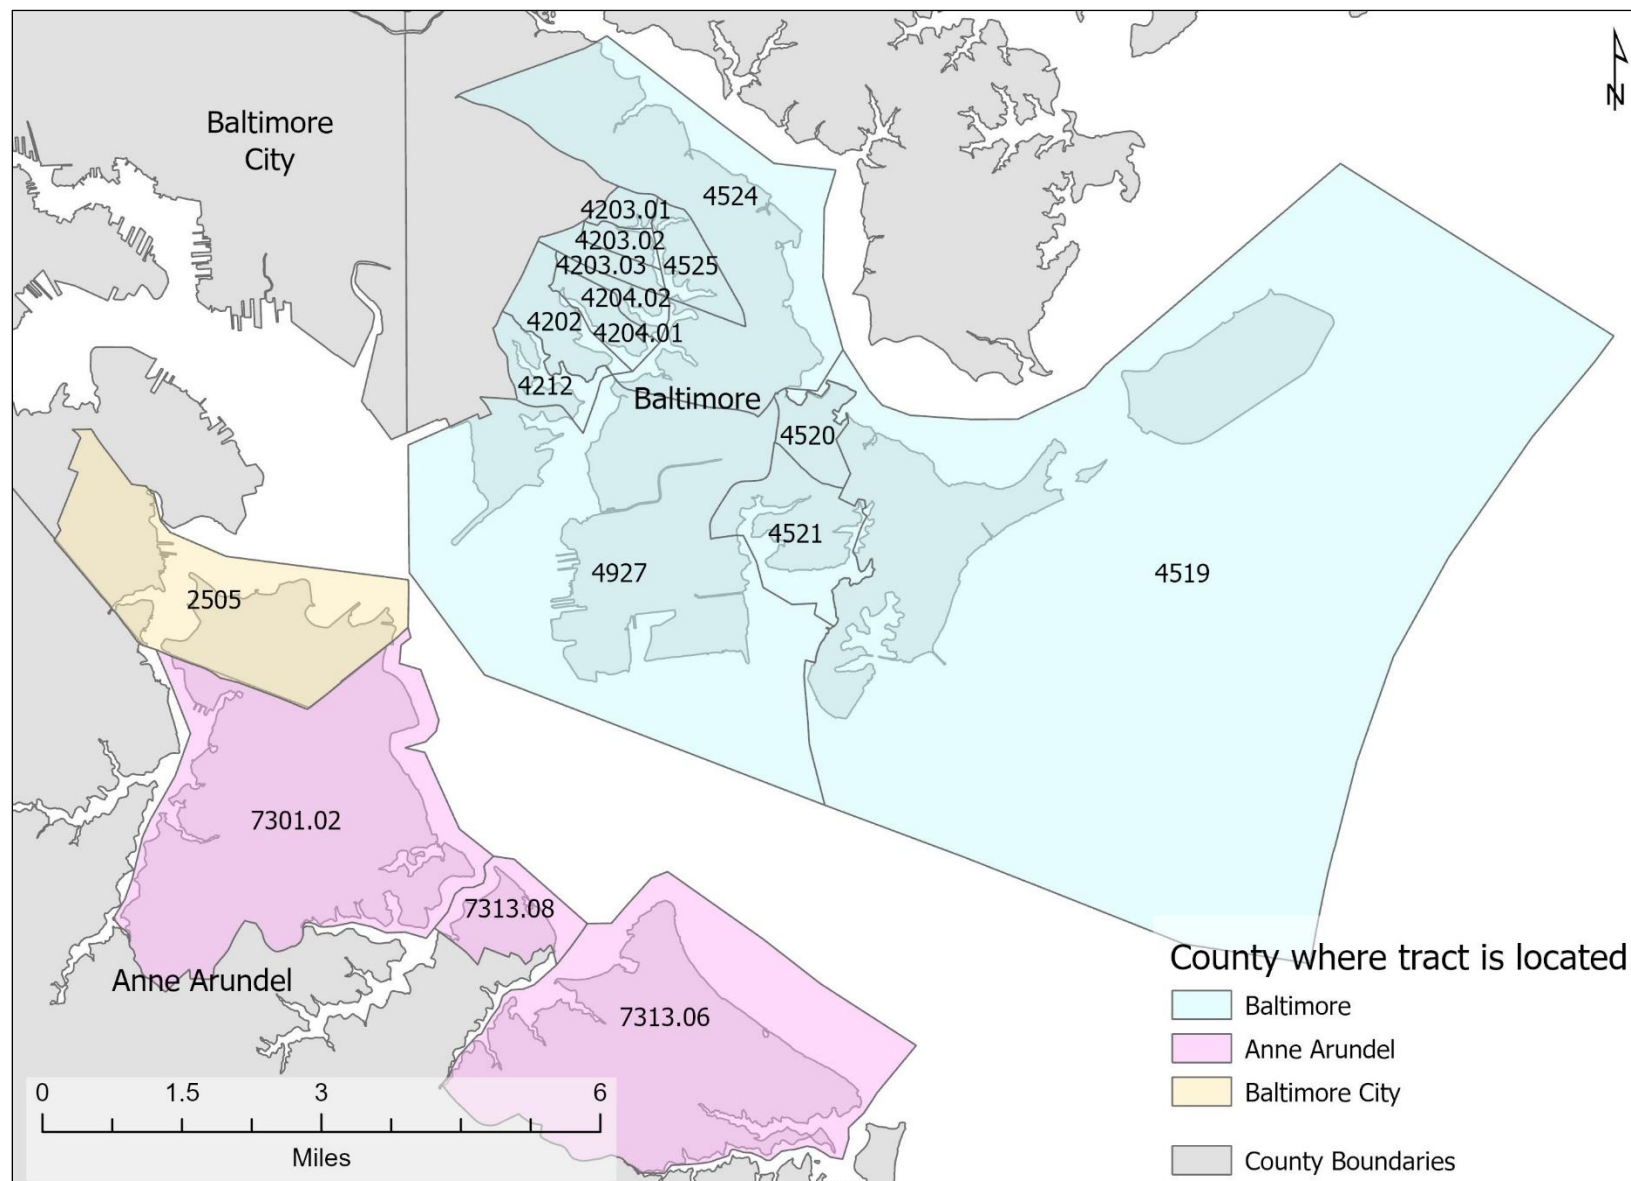 N
Baltimore
City
4524
4203.01
4203.02
4203.03
4525
4204.02
4202
4204.01
4212
Baltimore
4520
4521
4927
4519
2505
7301.02
7313.08
Anne Arundel
7313.06
County where tract is located
Baltimore
Anne Arundel
Baltimore City
County Boundaries
0 1.5 3 6
Miles